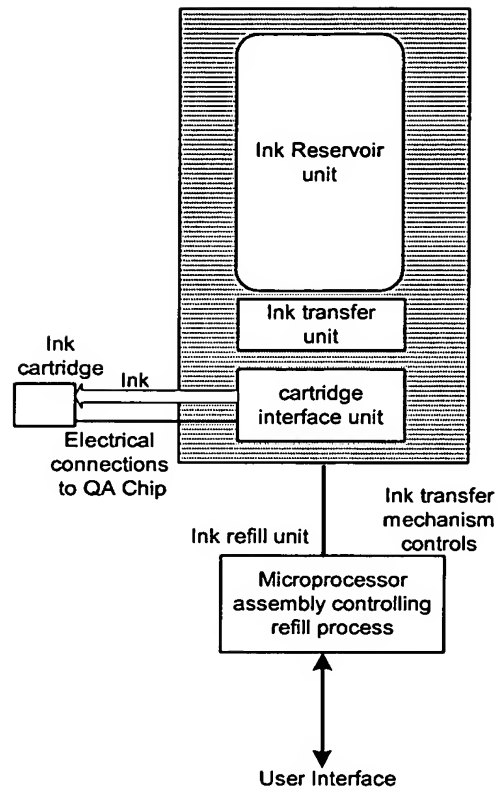 Ink Reservoir
unit
Ink transfer
unit
Ink
cartridge
Ink
cartridge
interface unit
Electrical
connections
to QA Chip
Ink transfer
mechanism
controls
Ink refill unit
Microprocessor
assembly controlling
refill process
User Interface